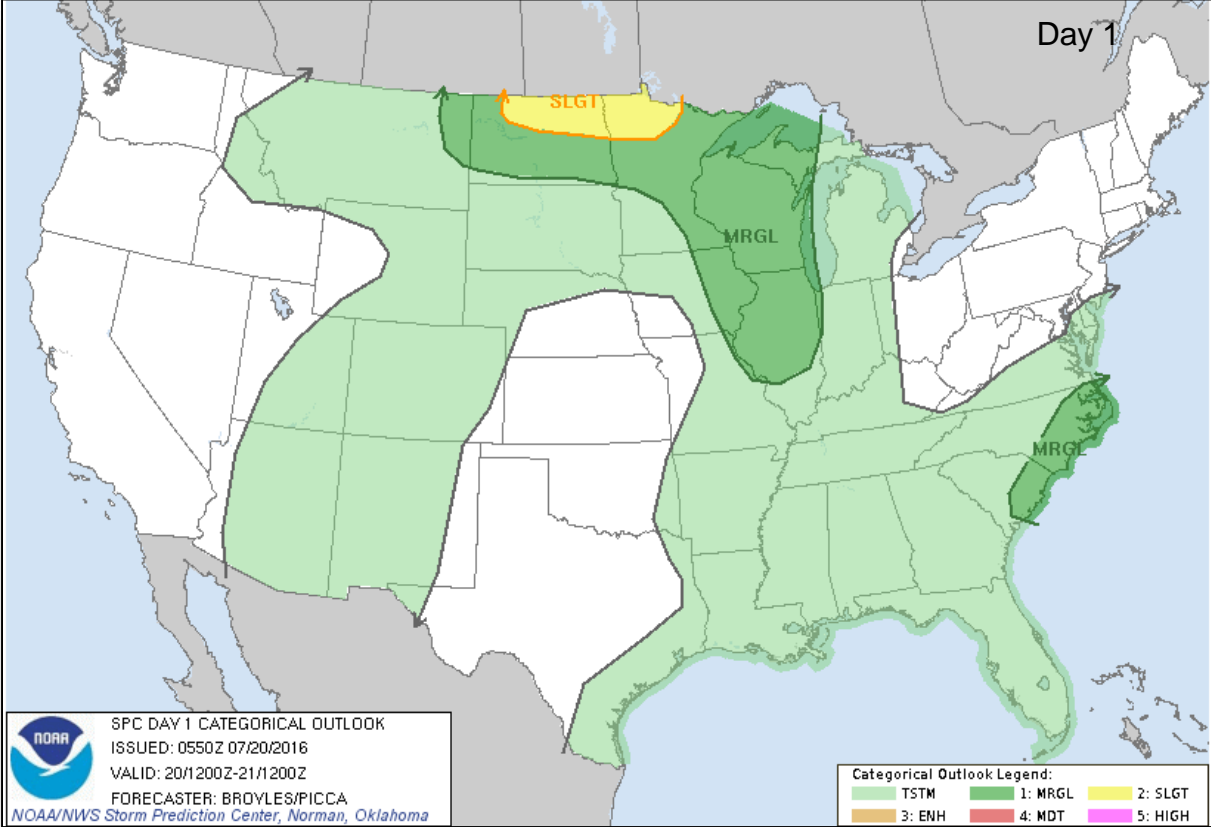 Day 1
SLGT
MRGL
MRGL
NOAA
SPC DAY 1 CATEGORICAL OUTLOOK
ISSUED: 0550Z 07/20/2016
VALID: 20/1200Z-21/1200Z
FORECASTER: BROYLES/PICCA
NOAA/NWS Storm Prediction Center, Norman, Oklahoma
Categorical Outlook Legend:
TSTM 1: MRGL 2: SLGT
3: ENH 4: MDT 5: HIGH